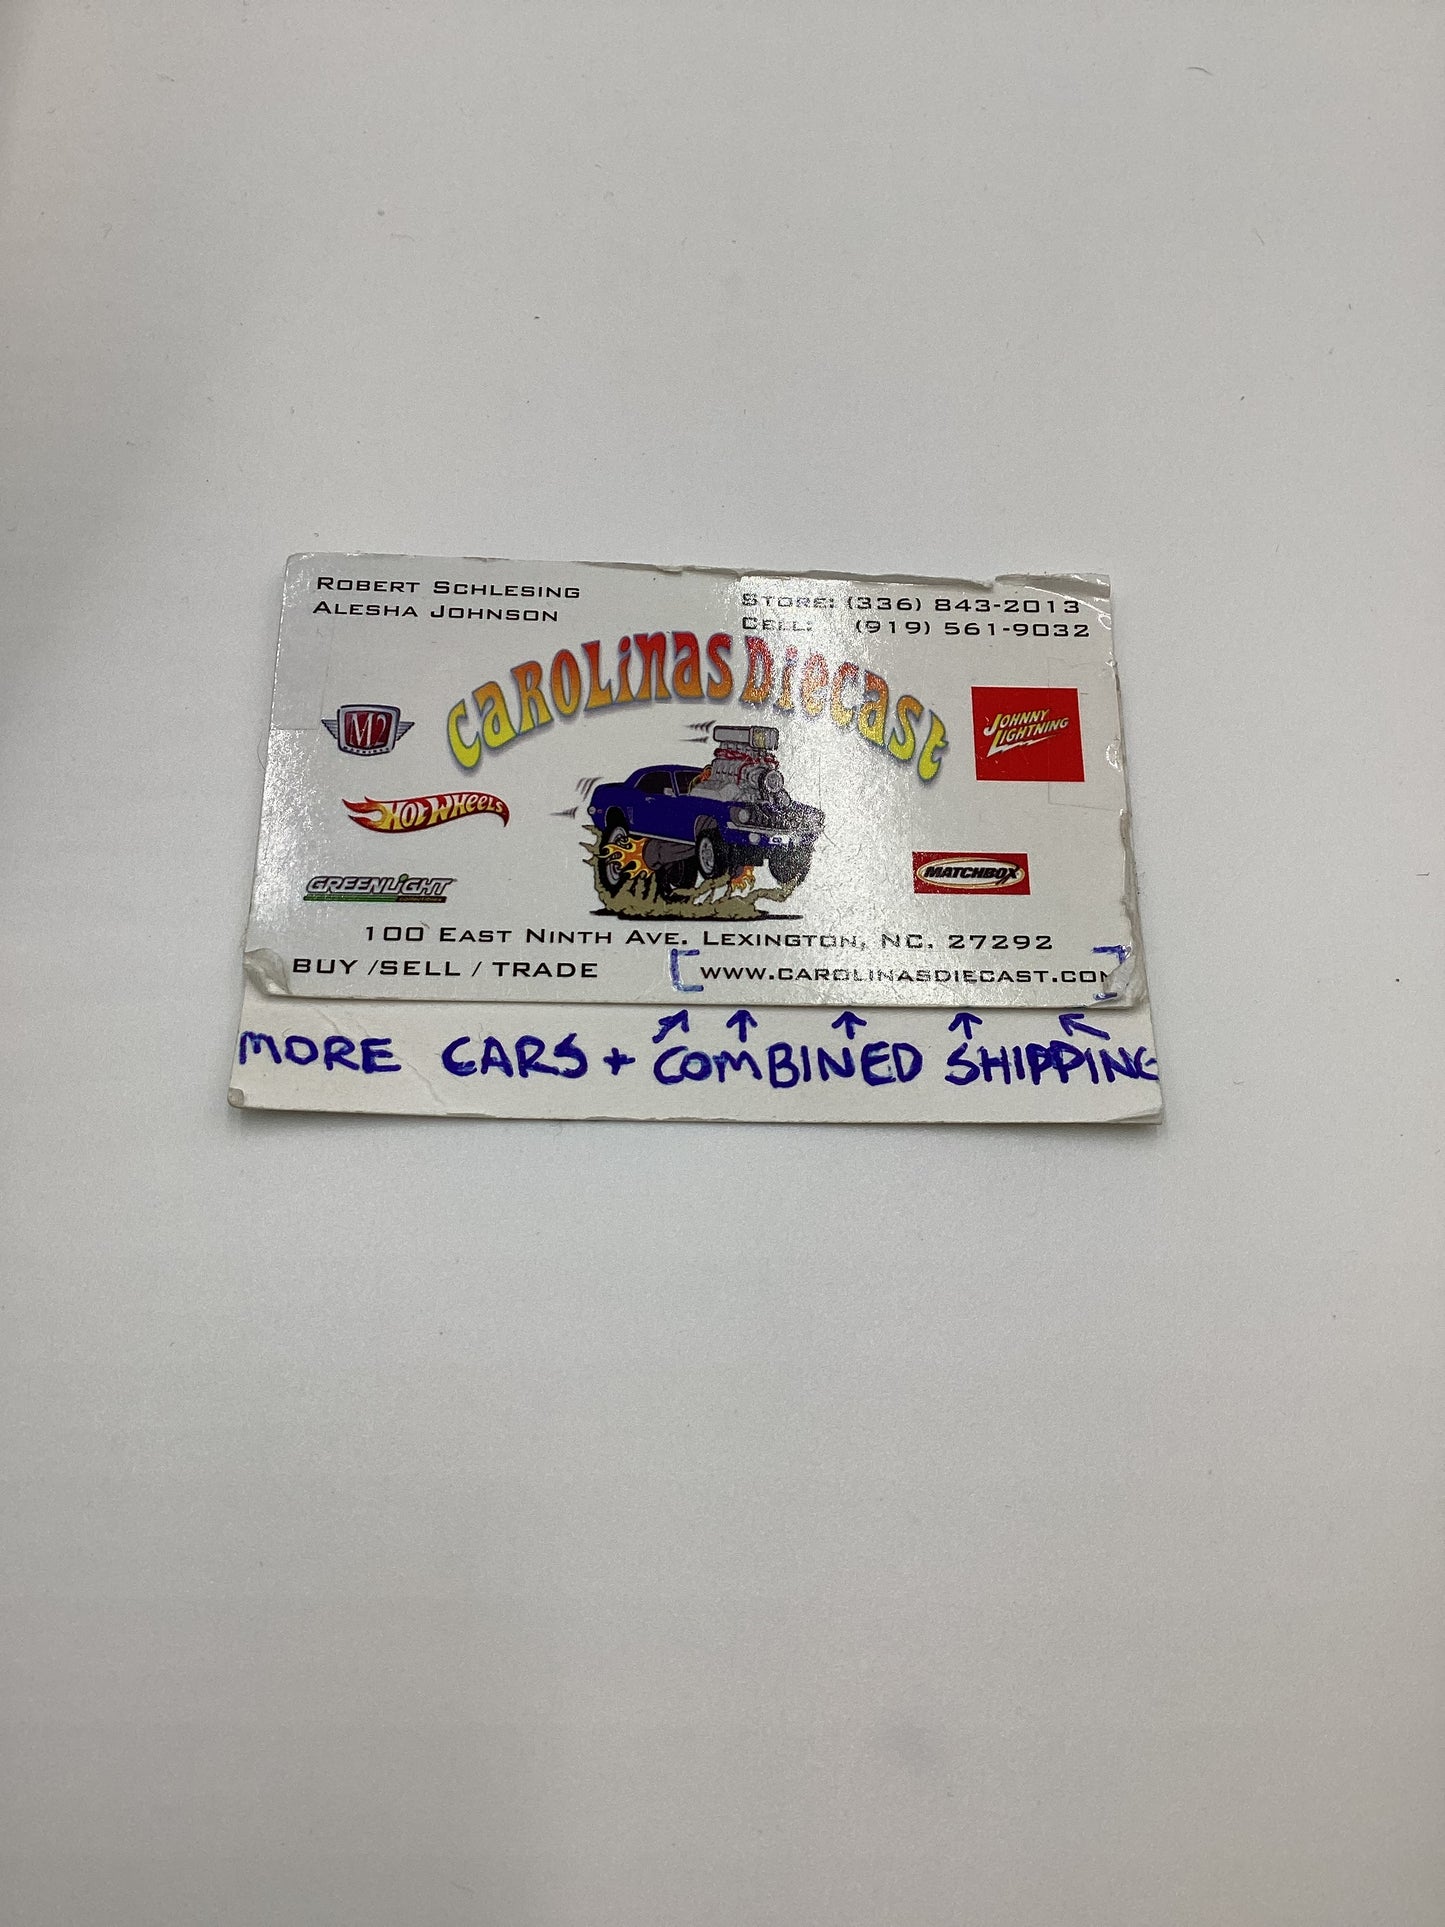 ROBERT SCHLESING
ALESHA JOHNSON
STORE: (336) 843-2013
CELL: (919) 561-9032
CAROLINAS DIECAST
M2
MACHINES
JOHNNY
LIGHTNING
HOT WHEELS
GREENLIGHT
MATCHBOX
100 EAST NINTH AVE. LEXINGTON, NC. 27292
BUY /SELL / TRADE
[WWW.CAROLINASDIECAST.COM]
MORE CARS + COMBINED SHIPPING